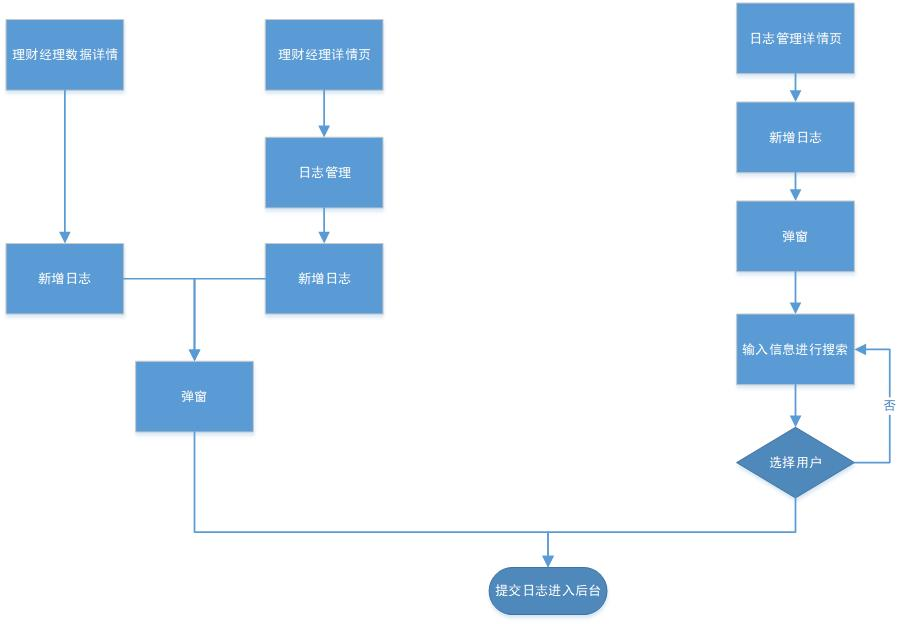 理财经理数据详情
理财经理详情页
日志管理详情页
日志管理
新增日志
弹窗
新增日志
新增日志
弹窗
输入信息进行搜索
否
选择用户
提交日志进入后台